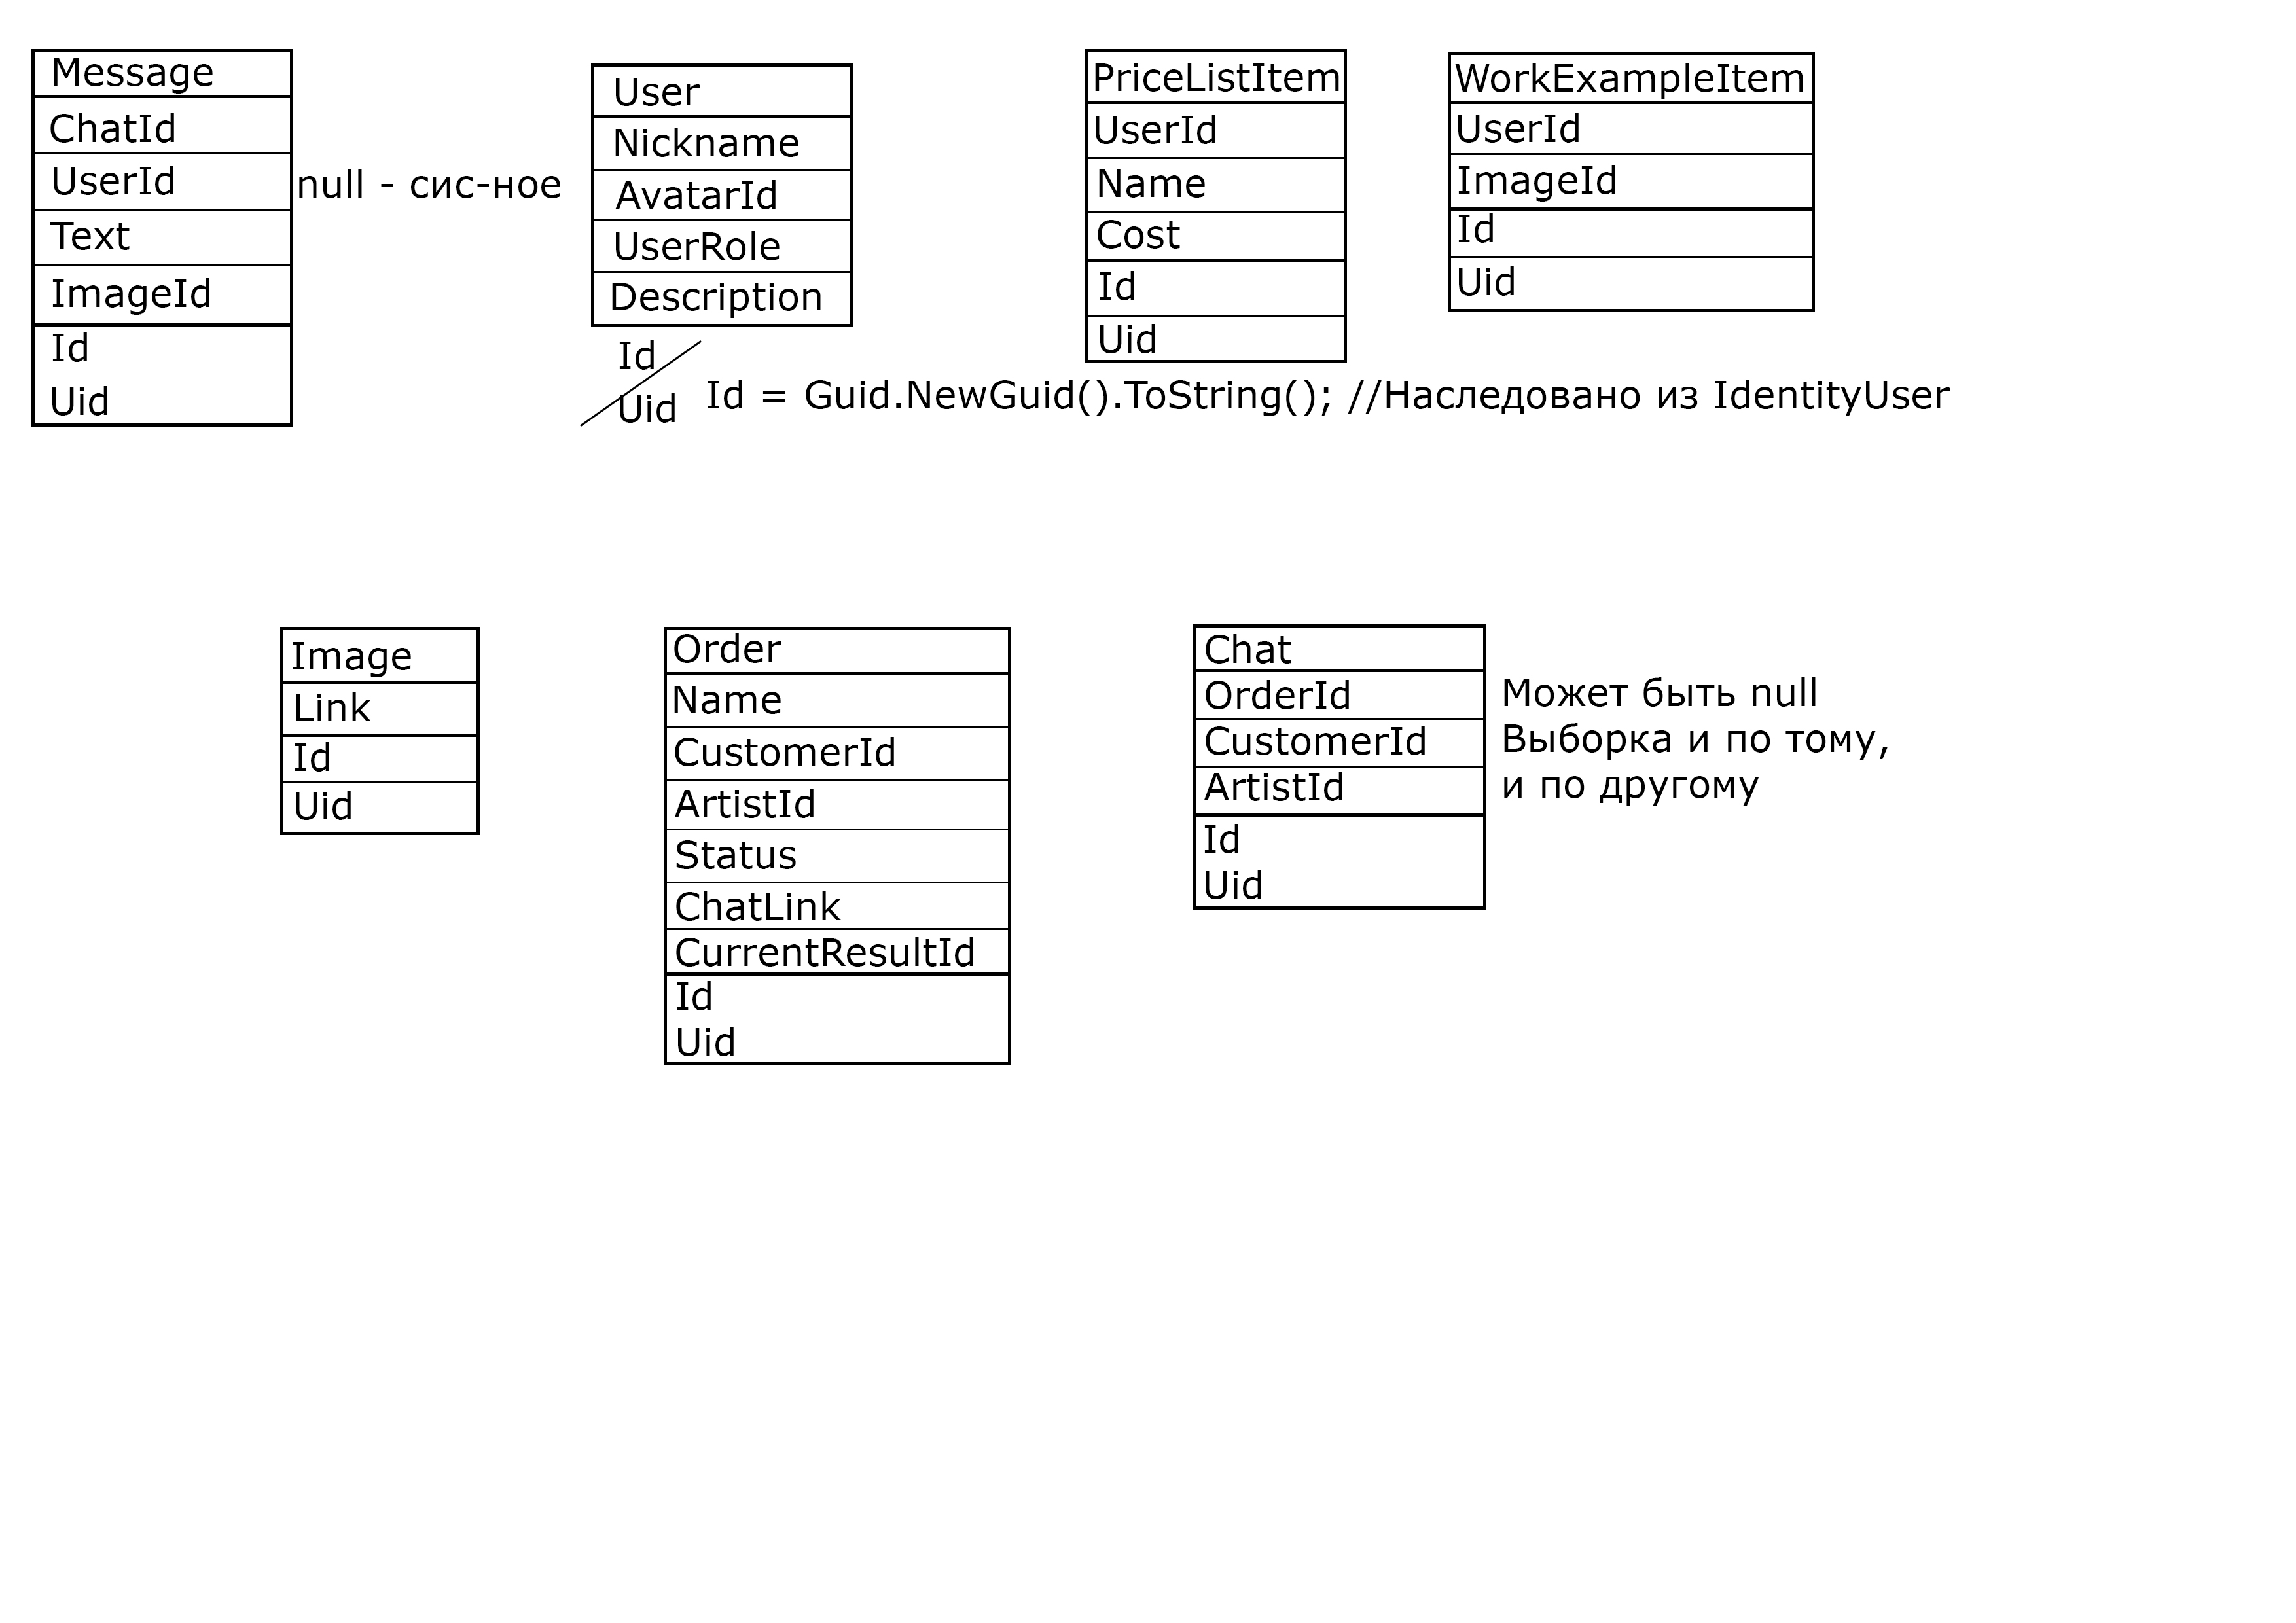 Message
ChatId
UserId
Text
ImageId
Id
Uid
null - сис-ное
User
Nickname
AvatarId
UserRole
Description
Id
Uid
Id = Guid.NewGuid().ToString(); //Наследовано из IdentityUser
PriceListItem
UserId
Name
Cost
Id
Uid
WorkExampleItem
UserId
ImageId
Id
Uid
Image
Link
Id
Uid
Order
Name
CustomerId
ArtistId
Status
ChatLink
CurrentResultId
Id
Uid
Chat
OrderId
CustomerId
ArtistId
Id
Uid
Может быть null
Выборка и по тому,
и по другому